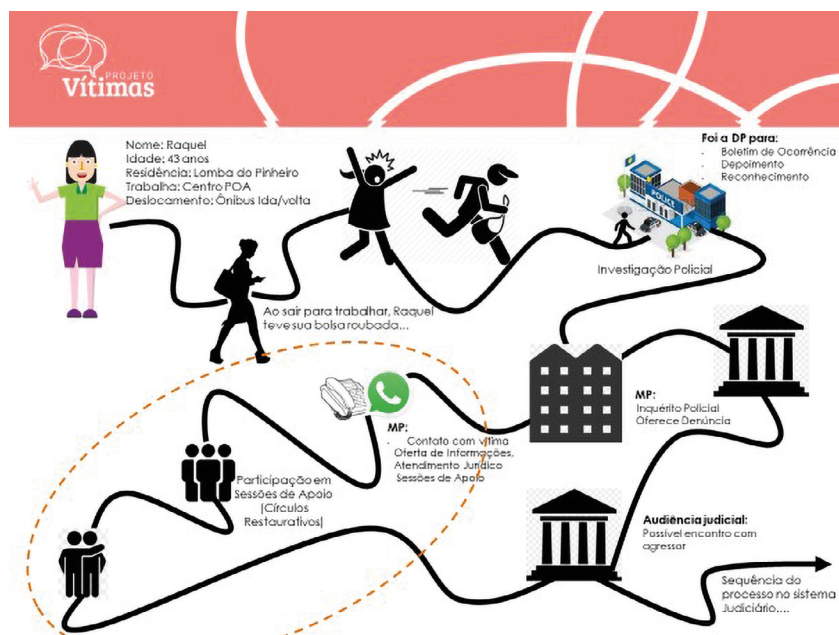 PROJETO
Vítimas
Nome: Raquel
Idade: 43 anos
Residência: Lomba do Pinheiro
Trabalha: Centro POA
Deslocamento: Ônibus Ida/volta
Ao sair para trabalhar, Raquel
teve sua bolsa roubada...
Foi a DP para:
. Boletim de Ocorrência
. Depoimento
. Reconhecimento
POLICE
Investigação Policial
MP:
Inquérito Policial
Oferece Denúncia
MP:
. Contato com vítima
Oferta de Informações,
Atendimento Jurídico
Sessões de Apoio
Participação em
Sessões de Apoio
(Círculos
Restaurativos)
Audiência judicial:
Possível encontro com
agressor
Sequência do
processo no sistema
Judiciário....